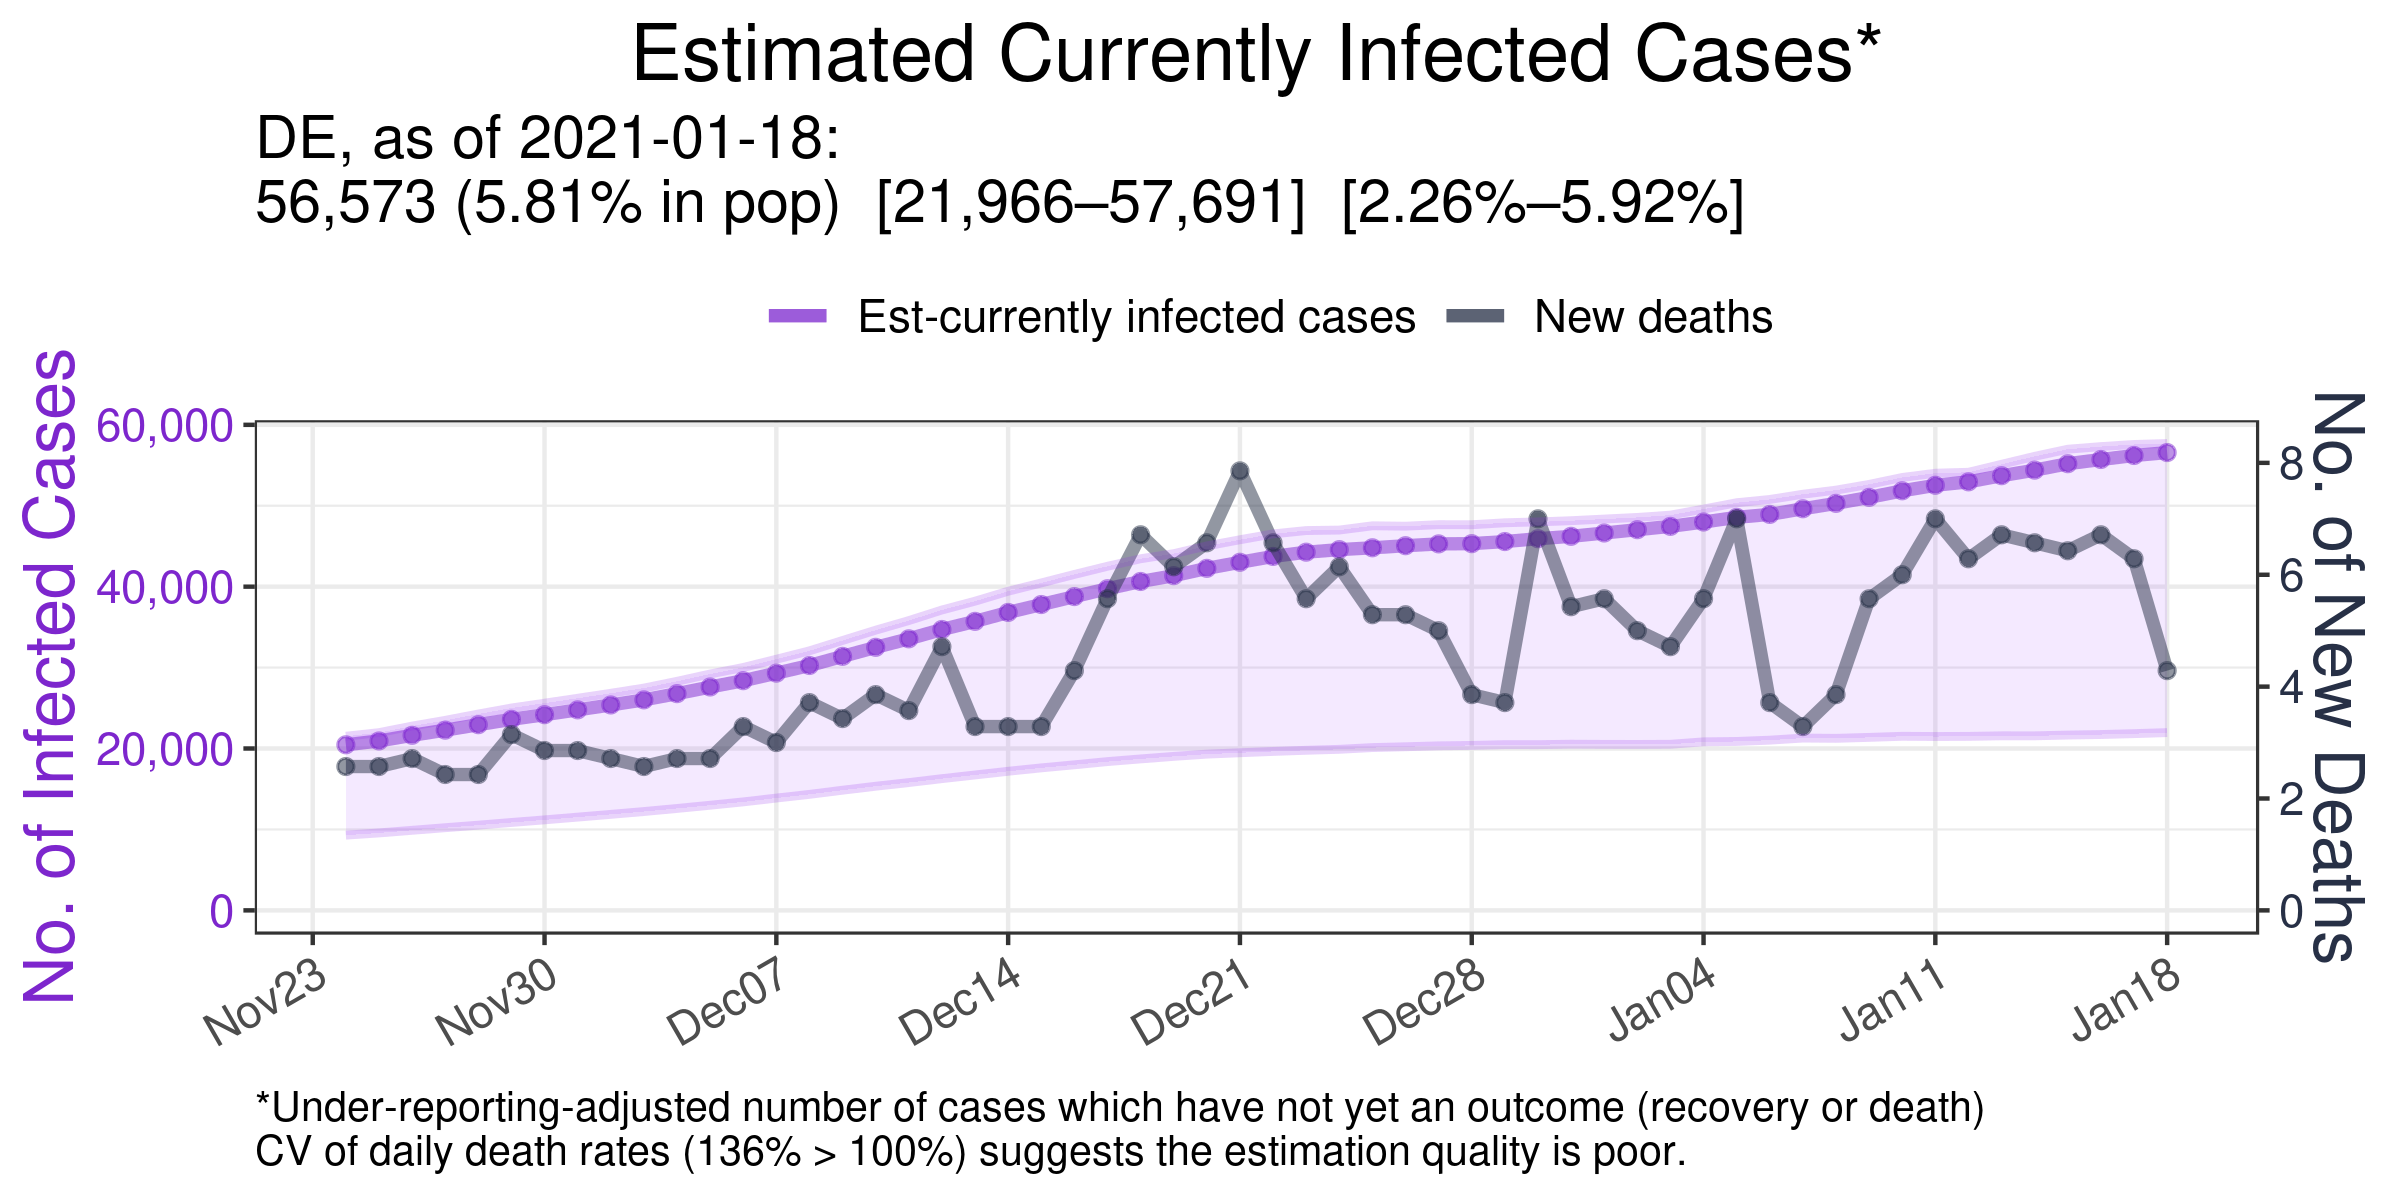 Estimated Currently Infected Cases*
DE, as of 2021-01-18:
56,573 (5.81% in pop)  [21,966–57,691]  [2.26%–5.92%]
Est-currently infected cases
New deaths
No. of Infected Cases
60,000
40,000
20,000
0
8
6
4
2
0
No. of New Deaths
Nov23
Nov30
Dec07
Dec14
Dec21
Dec28
Jan04
Jan11
Jan18
*Under-reporting-adjusted number of cases which have not yet an outcome (recovery or death)
CV of daily death rates (136% > 100%) suggests the estimation quality is poor.